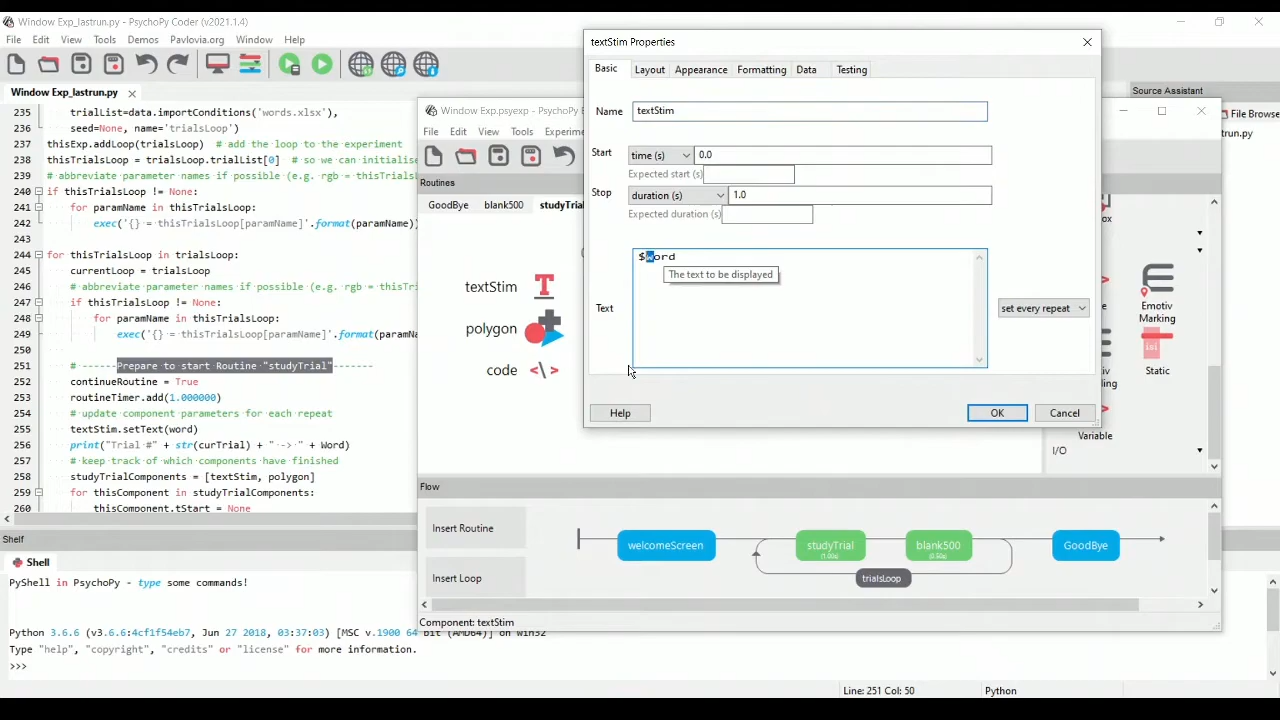 Window Exp_lastrun.py - PsychoPy Coder (v2021.1.4)
File Edit View Tools Demos Pavlovia.org Window Help
Window Exp_lastrun.py
235 trialList=data.importConditions('words.xlsx'),
236 seed=None, name='trialsLoop')
237 thisExp.addLoop(trialsLoop) # add the loop to the experiment
238 thisTrialsLoop = trialsLoop.trialList[0] # so we can initialise
239 # abbreviate parameter names if possible (e.g. rgb = thisTrialsL
240 if thisTrialsLoop != None:
241 for paramName in thisTrialsLoop:
242 exec('{} = thisTrialsLoop[paramName]'.format(paramName))
243
244 for thisTrialsLoop in trialsLoop:
245 currentLoop = trialsLoop
246 # abbreviate parameter names if possible (e.g. rgb = thisTri
247 if thisTrialsLoop != None:
248 for paramName in thisTrialsLoop:
249 exec('{} = thisTrialsLoop[paramName]'.format(paramNa
250
251 # ------Prepare to start Routine "studyTrial"-------
252 continueRoutine = True
253 routineTimer.add(1.000000)
254 # update component parameters for each repeat
255 textStim.setText(word)
256 print("Trial #" + str(curTrial) + " -> " + Word)
257 # keep track of which components have finished
258 studyTrialComponents = [textStim, polygon]
259 for thisComponent in studyTrialComponents:
260 thisComponent.tStart = None
Shelf
Shell
PyShell in PsychoPy - type some commands!
Python 3.6.6 (v3.6.6:4cf1f54eb7, Jun 27 2018, 03:37:03) [MSC v.1900 64 bit (AMD64)] on win32
Type "help", "copyright", "credits" or "license" for more information.
>>>
Line: 251 Col: 50 Python
Source Assistant
File Browse
trun.py
Window Exp.psyexp - PsychoPy
File Edit View Tools Experime
Routines
GoodBye blank500 studyTrial
textStim
polygon
code
Emotiv
Marking
isi
Static
Variable
I/O
Flow
Insert Routine
Insert Loop
welcomeScreen studyTrial (1.00s) blank500 (0.50s) GoodBye
trialsLoop
Component: textStim
textStim Properties
Basic Layout Appearance Formatting Data Testing
Name textStim
Start time (s) 0.0
Expected start (s)
Stop duration (s) 1.0
Expected duration (s)
Text $word set every repeat
The text to be displayed
Help OK Cancel